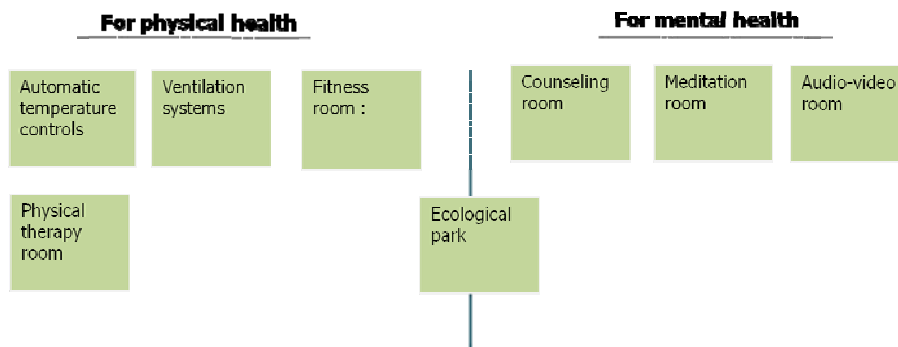 For physical health
For mental health
Automatic
temperature
controls
Ventilation
systems
Fitness
room :
Counseling
room
Meditation
room
Audio-video
room
Physical
therapy
room
Ecological
park